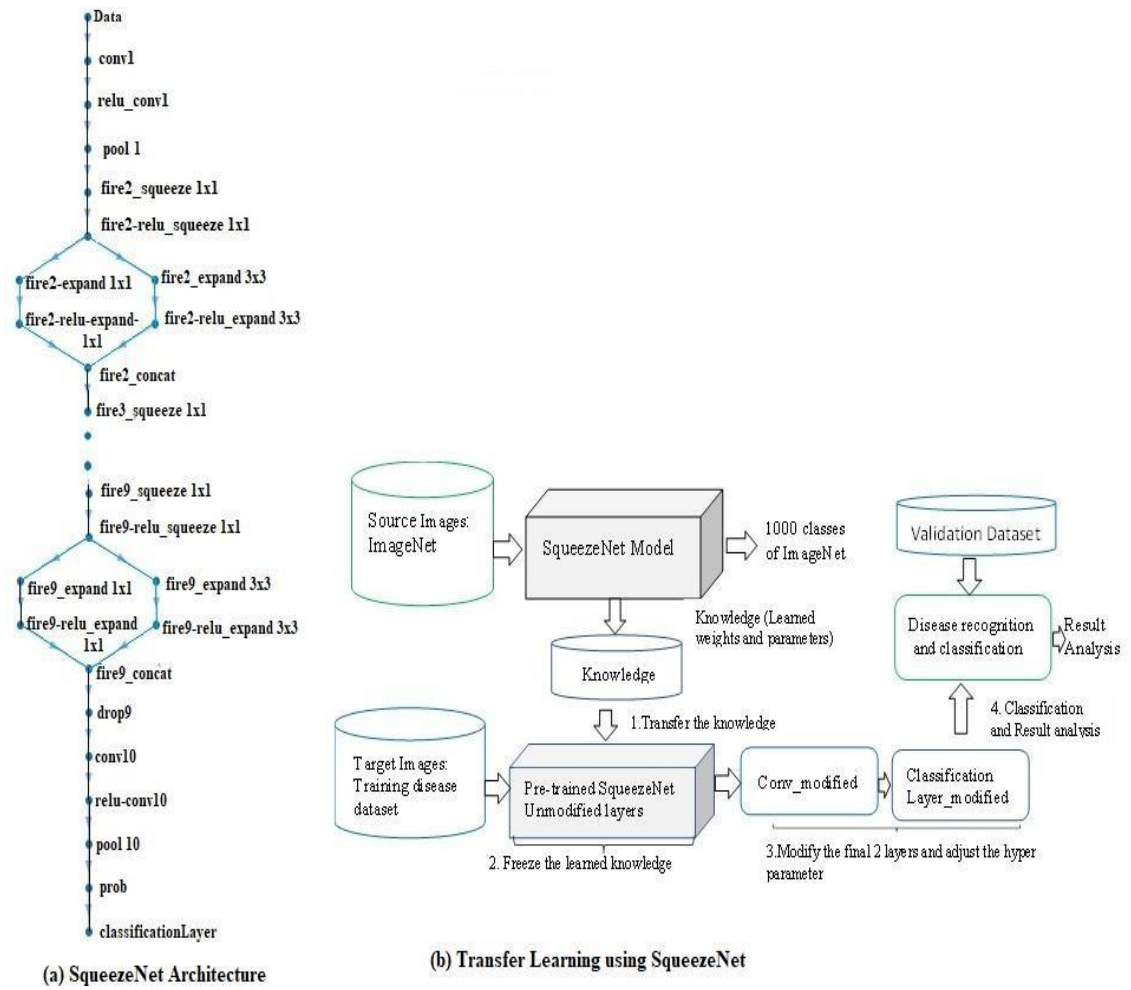 Data
conv1
relu_conv1
pool 1
fire2_squeeze 1x1
fire2-relu_squeeze 1x1
fire2-expand 1x1
fire2_expand 3x3
fire2-relu-expand-
1x1
fire2-relu_expand 3x3
fire2_concat
fire3_squeeze 1x1
fire9_squeeze 1x1
fire9-relu_squeeze 1x1
fire9_expand 1x1
fire9_expand 3x3
fire9-relu_expand
1x1
fire9-relu_expand 3x3
fire9_concat
drop9
conv10
relu-conv10
pool 10
prob
classificationLayer
(a) SqueezeNet Architecture
Source Images:
ImageNet
SqueezeNet Model
1000 classes
of ImageNet
Knowledge (Learned
weights and parameters)
Knowledge
1.Transfer the knowledge
Target Images:
Training disease
dataset
Pre-trained SqueezeNet
Unmodified layers
2. Freeze the learned knowledge
Conv_modified
Classification
Layer_modified
3.Modify the final 2 layers and adjust the hyper
parameter
4. Classification
and Result analysis
Validation Dataset
Disease recognition
and classification
Result
Analysis
(b) Transfer Learning using SqueezeNet